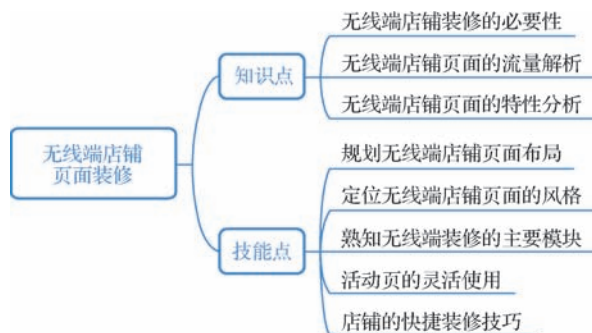 无线端店铺
页面装修
知识点
无线端店铺装修的必要性
无线端店铺页面的流量解析
无线端店铺页面的特性分析
技能点
规划无线端店铺页面布局
定位无线端店铺页面的风格
熟知无线端装修的主要模块
活动页的灵活使用
店铺的快捷装修技巧